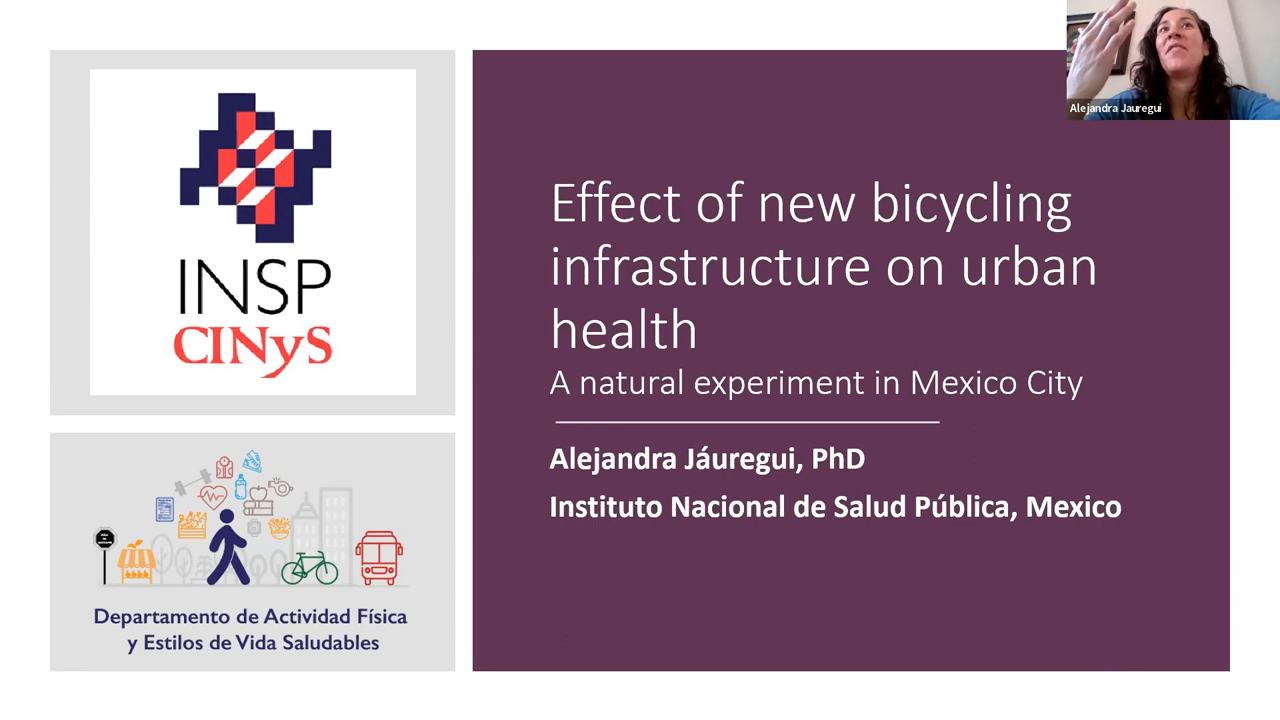 Alejandra Jauregui
INSP
CINyS
Departamento de Actividad Física
y Estilos de Vida Saludables
Effect of new bicycling
infrastructure on urban
health
A natural experiment in Mexico City
Alejandra Jáuregui, PhD
Instituto Nacional de Salud Pública, Mexico